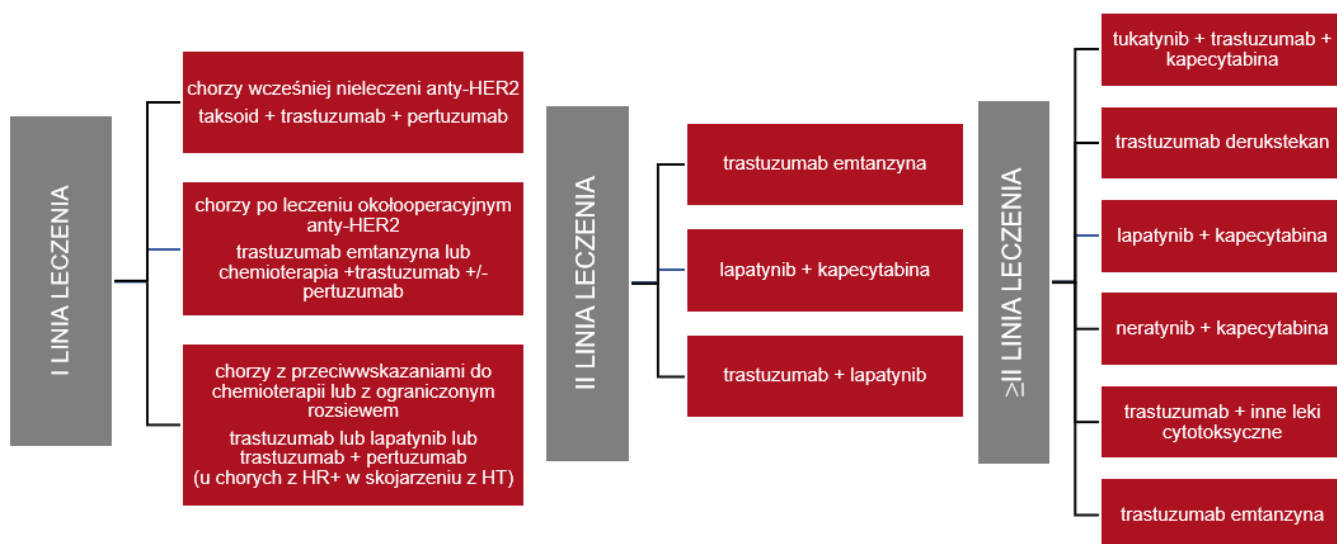 I LINIA LECZENIA
chorzy wcześniej nieleczeni anty-HER2
taksoid + trastuzumab + pertuzumab
chorzy po leczeniu okołooperacyjnym
anty-HER2
trastuzumab emtanzyna lub
chemioterapia +trastuzumab +/-
pertuzumab
chorzy z przeciwwskazaniami do
chemioterapii lub z ograniczonym
rozsiewem
trastuzumab lub lapatynib lub
trastuzumab + pertuzumab
(u chorych z HR+ w skojarzeniu z HT)
II LINIA LECZENIA
trastuzumab emtanzyna
lapatynib + kapecytabina
trastuzumab + lapatynib
≥II LINIA LECZENIA
tukatynib + trastuzumab +
kapecytabina
trastuzumab derukstekan
lapatynib + kapecytabina
neratynib + kapecytabina
trastuzumab + inne leki
cytotoksyczne
trastuzumab emtanzyna